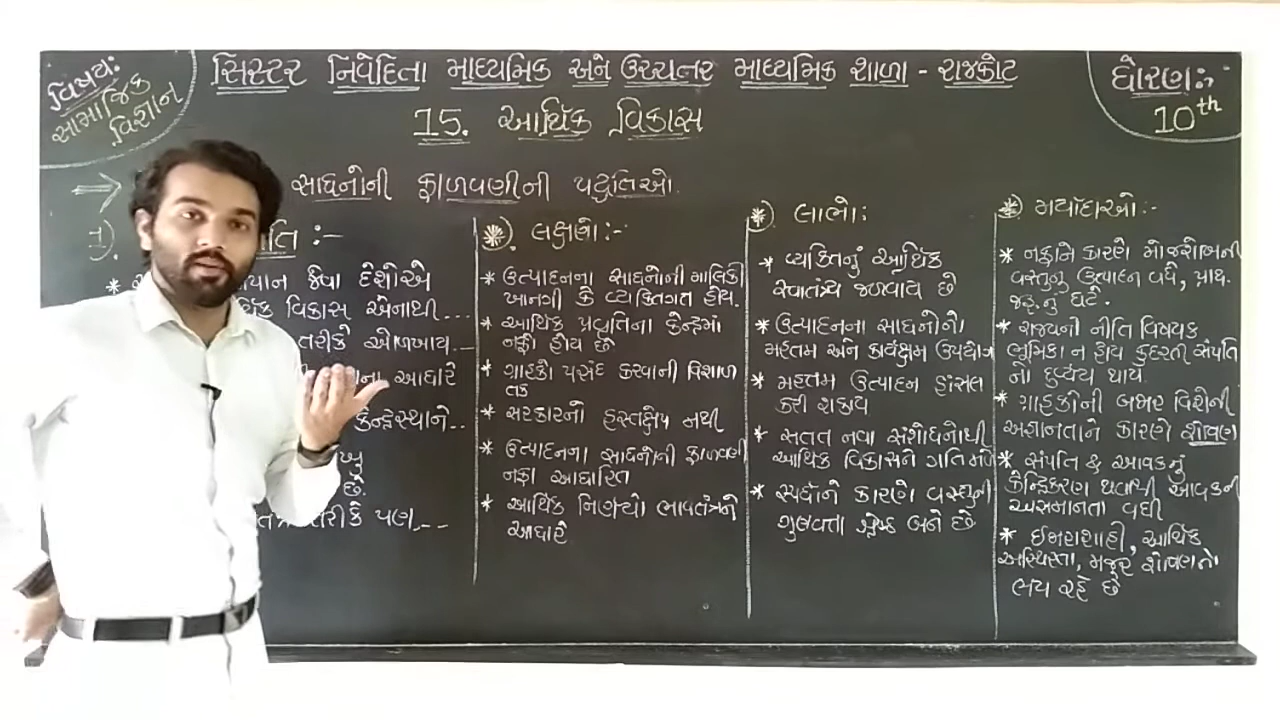 વિષય:
સામાજિક
વિજ્ઞાન
સિસ્ટર નિવેદિતા માધ્યમિક અને ઉચ્ચતર માધ્યમિક શાળા - રાજકોટ
ધોરણ:-
10th
15. આર્થિક વિકાસ
સાધનોની ફાળવણીની પદ્ધતિઓ.
1).
તિ :-
દેશોએ
વિકાસ એનાથી...
તરીકે ઓળખાય...
આધારે
કેન્દ્રસ્થાને..
છે.
તરીકે પણ...
*). લક્ષણો:-
* ઉત્પાદનના સાધનોની માલિકી
ખાનગી કે વ્યક્તિગત હોય.
* આર્થિક પ્રવૃત્તિના કેન્દ્રમાં
નફો હોય છે
* ગ્રાહકો પસંદ કરવાની વિશાળ
તક
* સરકારનો હસ્તક્ષેપ નથી
* ઉત્પાદનના સાધનોની ફાળવણી
નફા આધારિત
* આર્થિક નિર્ણયો ભાવતંત્રને
આધારે
*) લાભો:
* વ્યક્તિનું આર્થિક
સ્વાતંત્ર્ય જળવાય છે
* ઉત્પાદનના સાધનોનો
મહત્તમ અને કાર્યક્ષમ ઉપયોગ
* મહત્તમ ઉત્પાદન હાંસલ
કરી શકાય
* સતત નવા સંશોધનોથી
આર્થિક વિકાસને ગતિ મળે
* સ્પર્ધાને કારણે વસ્તુની
ગુણવત્તા શ્રેષ્ઠ બને છે
*) મર્યાદાઓ:-
* નફાને કારણે મોજશોખની
વસ્તુનું ઉત્પાદન વધે, પ્રાથ.
જરૂ.નું ઘટે.
* રાજ્યની નીતિ વિષયક
ભૂમિકા ન હોય કુદરતી સંપતિ
નો દુર્વ્યય થાય
* ગ્રાહકોની બજાર વિશેની
અજ્ઞાનતાને કારણે શોષણ
* સંપતિ & આવકનું
કેન્દ્રિકરણ થવાથી આવકની
અસમાનતા વધી
* ઈજારાશાહી, આર્થિક
અસ્થિરતા, મજૂર શોષણનો
ભય રહે છે